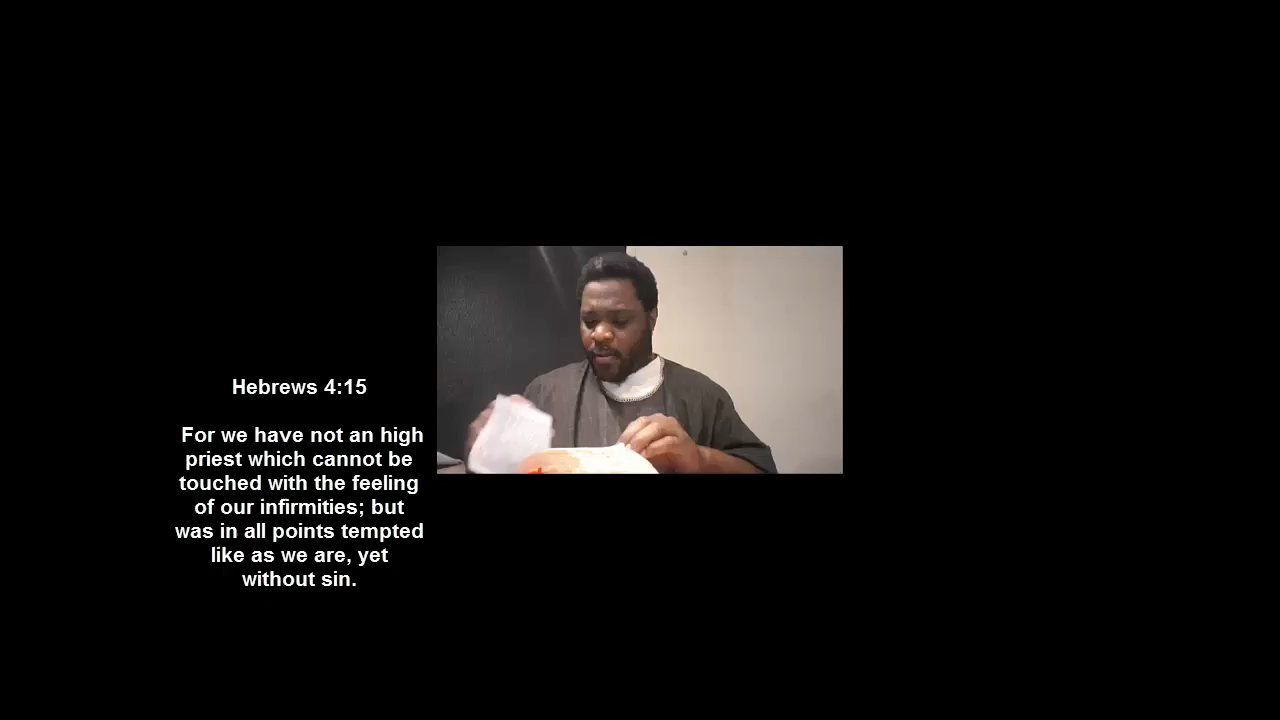 Hebrews 4:15
For we have not an high
priest which cannot be
touched with the feeling
of our infirmities; but
was in all points tempted
like as we are, yet
without sin.